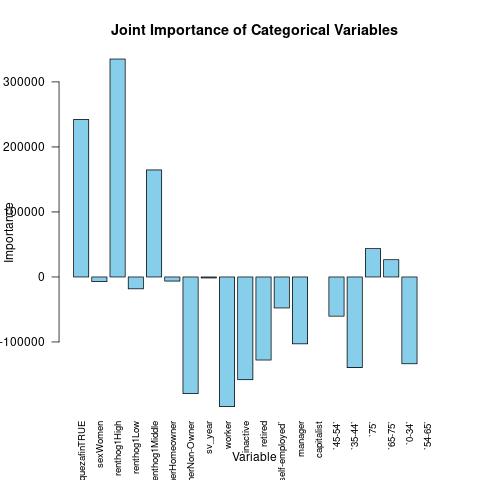 Joint Importance of Categorical Variables
300000
200000
100000
0
-100000
Importance
quezafinTRUE
sexWomen
renthog1High
renthog1Low
enthog1Middle
nerHomeowner
nerNon-Owner
sv_year
worker
inactive
retired
self-employed`
manager
capitalist
`45-54`
`35-44`
`75`
`65-75`
`0-34`
`54-65`
Variable